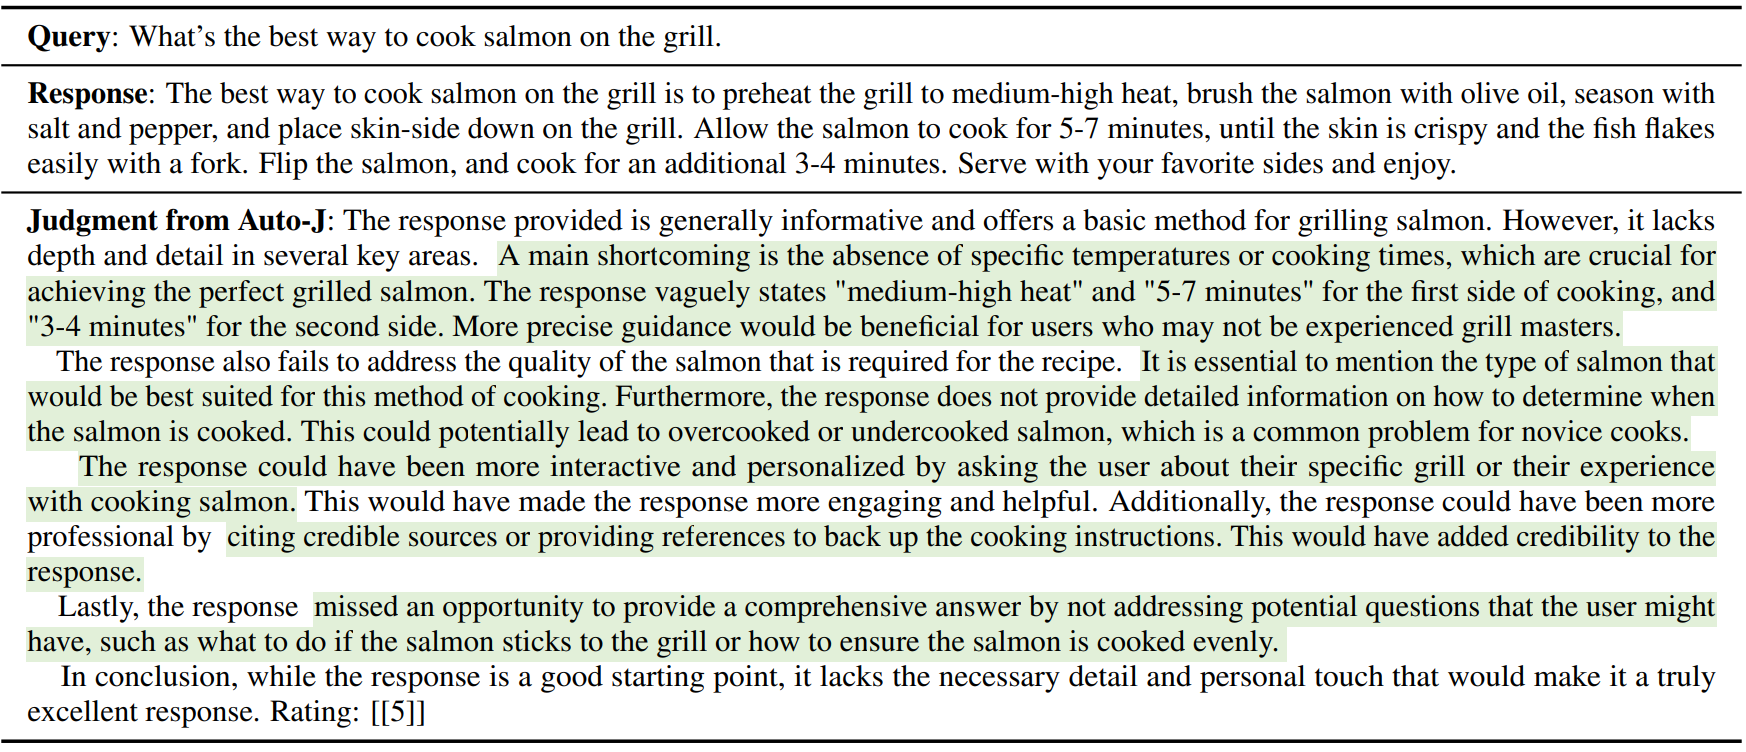 Query: What's the best way to cook salmon on the grill.
Response: The best way to cook salmon on the grill is to preheat the grill to medium-high heat, brush the salmon with olive oil, season with
salt and pepper, and place skin-side down on the grill. Allow the salmon to cook for 5-7 minutes, until the skin is crispy and the fish flakes
easily with a fork. Flip the salmon, and cook for an additional 3-4 minutes. Serve with your favorite sides and enjoy.
Judgment from Auto-J: The response provided is generally informative and offers a basic method for grilling salmon. However, it lacks
depth and detail in several key areas. A main shortcoming is the absence of specific temperatures or cooking times, which are crucial for
achieving the perfect grilled salmon. The response vaguely states "medium-high heat" and "5-7 minutes" for the first side of cooking, and
"3-4 minutes" for the second side. More precise guidance would be beneficial for users who may not be experienced grill masters.
The response also fails to address the quality of the salmon that is required for the recipe. It is essential to mention the type of salmon that
would be best suited for this method of cooking. Furthermore, the response does not provide detailed information on how to determine when
the salmon is cooked. This could potentially lead to overcooked or undercooked salmon, which is a common problem for novice cooks.
The response could have been more interactive and personalized by asking the user about their specific grill or their experience
with cooking salmon. This would have made the response more engaging and helpful. Additionally, the response could have been more
professional by citing credible sources or providing references to back up the cooking instructions. This would have added credibility to the
response.
Lastly, the response missed an opportunity to provide a comprehensive answer by not addressing potential questions that the user might
have, such as what to do if the salmon sticks to the grill or how to ensure the salmon is cooked evenly.
In conclusion, while the response is a good starting point, it lacks the necessary detail and personal touch that would make it a truly
excellent response. Rating: [[5]]